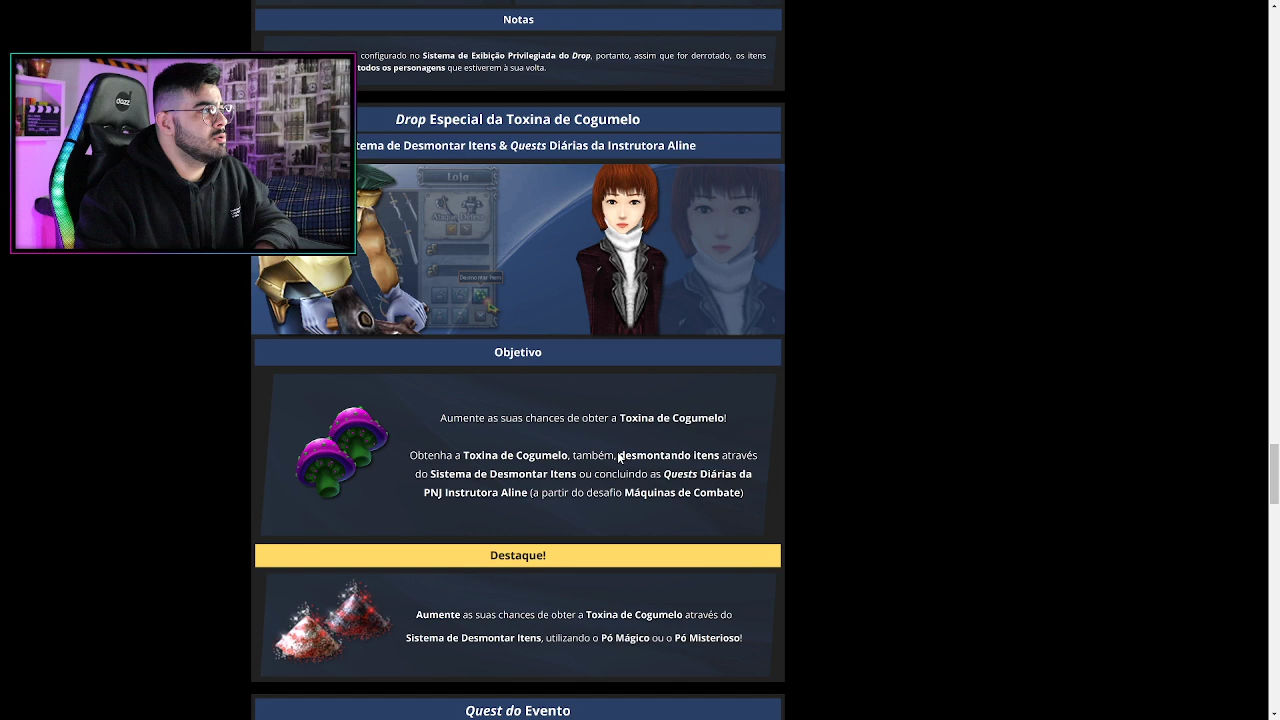 Notas
configurado no Sistema de Exibição Privilegiada do Drop, portanto, assim que for derrotado, os itens
todos os personagens que estiverem à sua volta.
dazz
Drop Especial da Toxina de Cogumelo
tema de Desmontar Itens & Quests Diárias da Instrutora Aline
Loja
Desmontar Item
Objetivo
Aumente as suas chances de obter a Toxina de Cogumelo!
Obtenha a Toxina de Cogumelo, também, desmontando itens através
do Sistema de Desmontar Itens ou concluindo as Quests Diárias da
PNJ Instrutora Aline (a partir do desafio Máquinas de Combate)
Destaque!
Aumente as suas chances de obter a Toxina de Cogumelo através do
Sistema de Desmontar Itens, utilizando o Pó Mágico ou o Pó Misterioso!
Quest do Evento